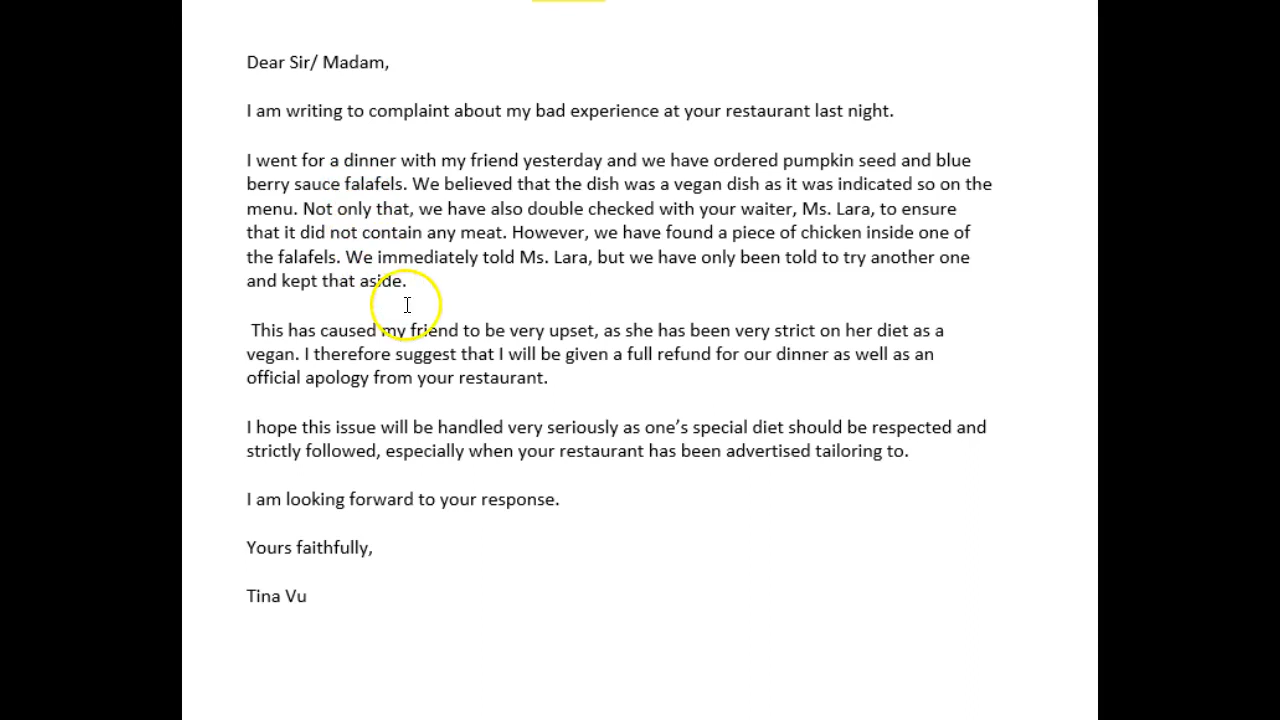 Dear Sir/ Madam,
I am writing to complaint about my bad experience at your restaurant last night.
I went for a dinner with my friend yesterday and we have ordered pumpkin seed and blue
berry sauce falafels. We believed that the dish was a vegan dish as it was indicated so on the
menu. Not only that, we have also double checked with your waiter, Ms. Lara, to ensure
that it did not contain any meat. However, we have found a piece of chicken inside one of
the falafels. We immediately told Ms. Lara, but we have only been told to try another one
and kept that aside.
This has caused my friend to be very upset, as she has been very strict on her diet as a
vegan. I therefore suggest that I will be given a full refund for our dinner as well as an
official apology from your restaurant.
I hope this issue will be handled very seriously as one’s special diet should be respected and
strictly followed, especially when your restaurant has been advertised tailoring to.
I am looking forward to your response.
Yours faithfully,
Tina Vu